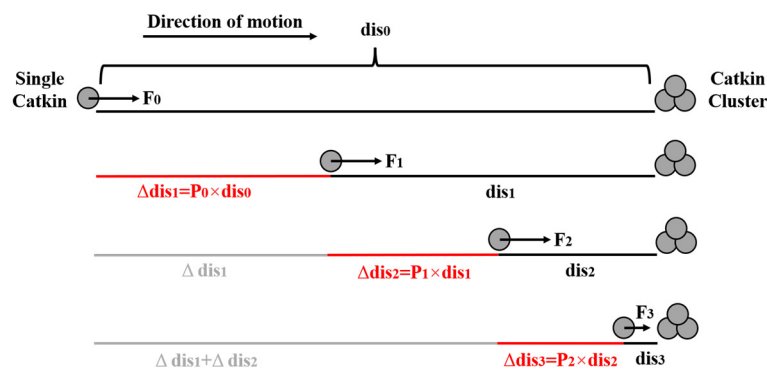 Direction of motion
dis0
Single
Catkin
F0
Catkin
Cluster
F1
Δdis1=P0×dis0
dis1
F2
Δ dis1
Δdis2=P1×dis1
dis2
F3
Δ dis1+Δ dis2
Δdis3=P2×dis2
dis3